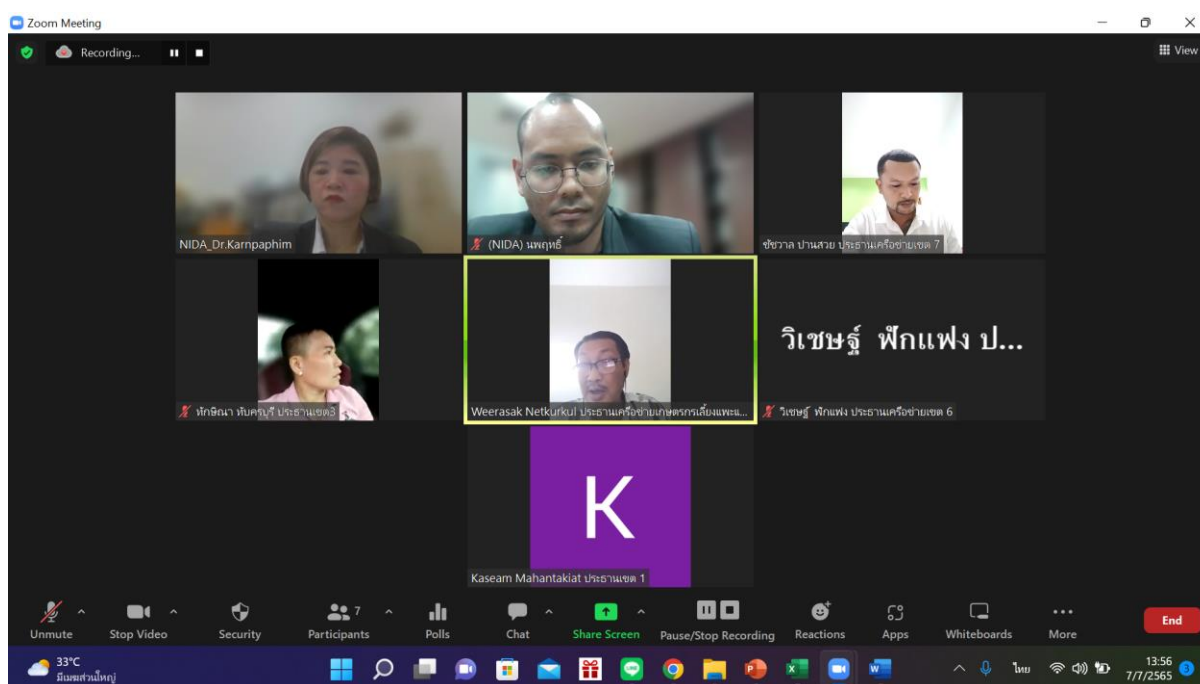 Zoom Meeting
Recording...
View
NIDA_Dr.Karnpaphim
(NIDA) นพฤทธิ์
ชัชวาล ปานสวย ประธานเครือข่ายเขต 7
ทักษิณา ทับครบุรี ประธานเขต3
Weerasak Netkurkul ประธานเครือข่ายเกษตรกรเลี้ยงแพะแ...
วิเชษฐ์ ฟักแฟง ป...
วิเชษฐ์ ฟักแฟง ประธานเครือข่ายเขต 6
K
Kaseam Mahantakiat ประธานเขต 1
7
Unmute
Stop Video
Security
Participants
Polls
Chat
Share Screen
Pause/Stop Recording
Reactions
Apps
Whiteboards
More
End
33°C
มีเมฆส่วนใหญ่
ไทย
13:56
7/7/2565
3